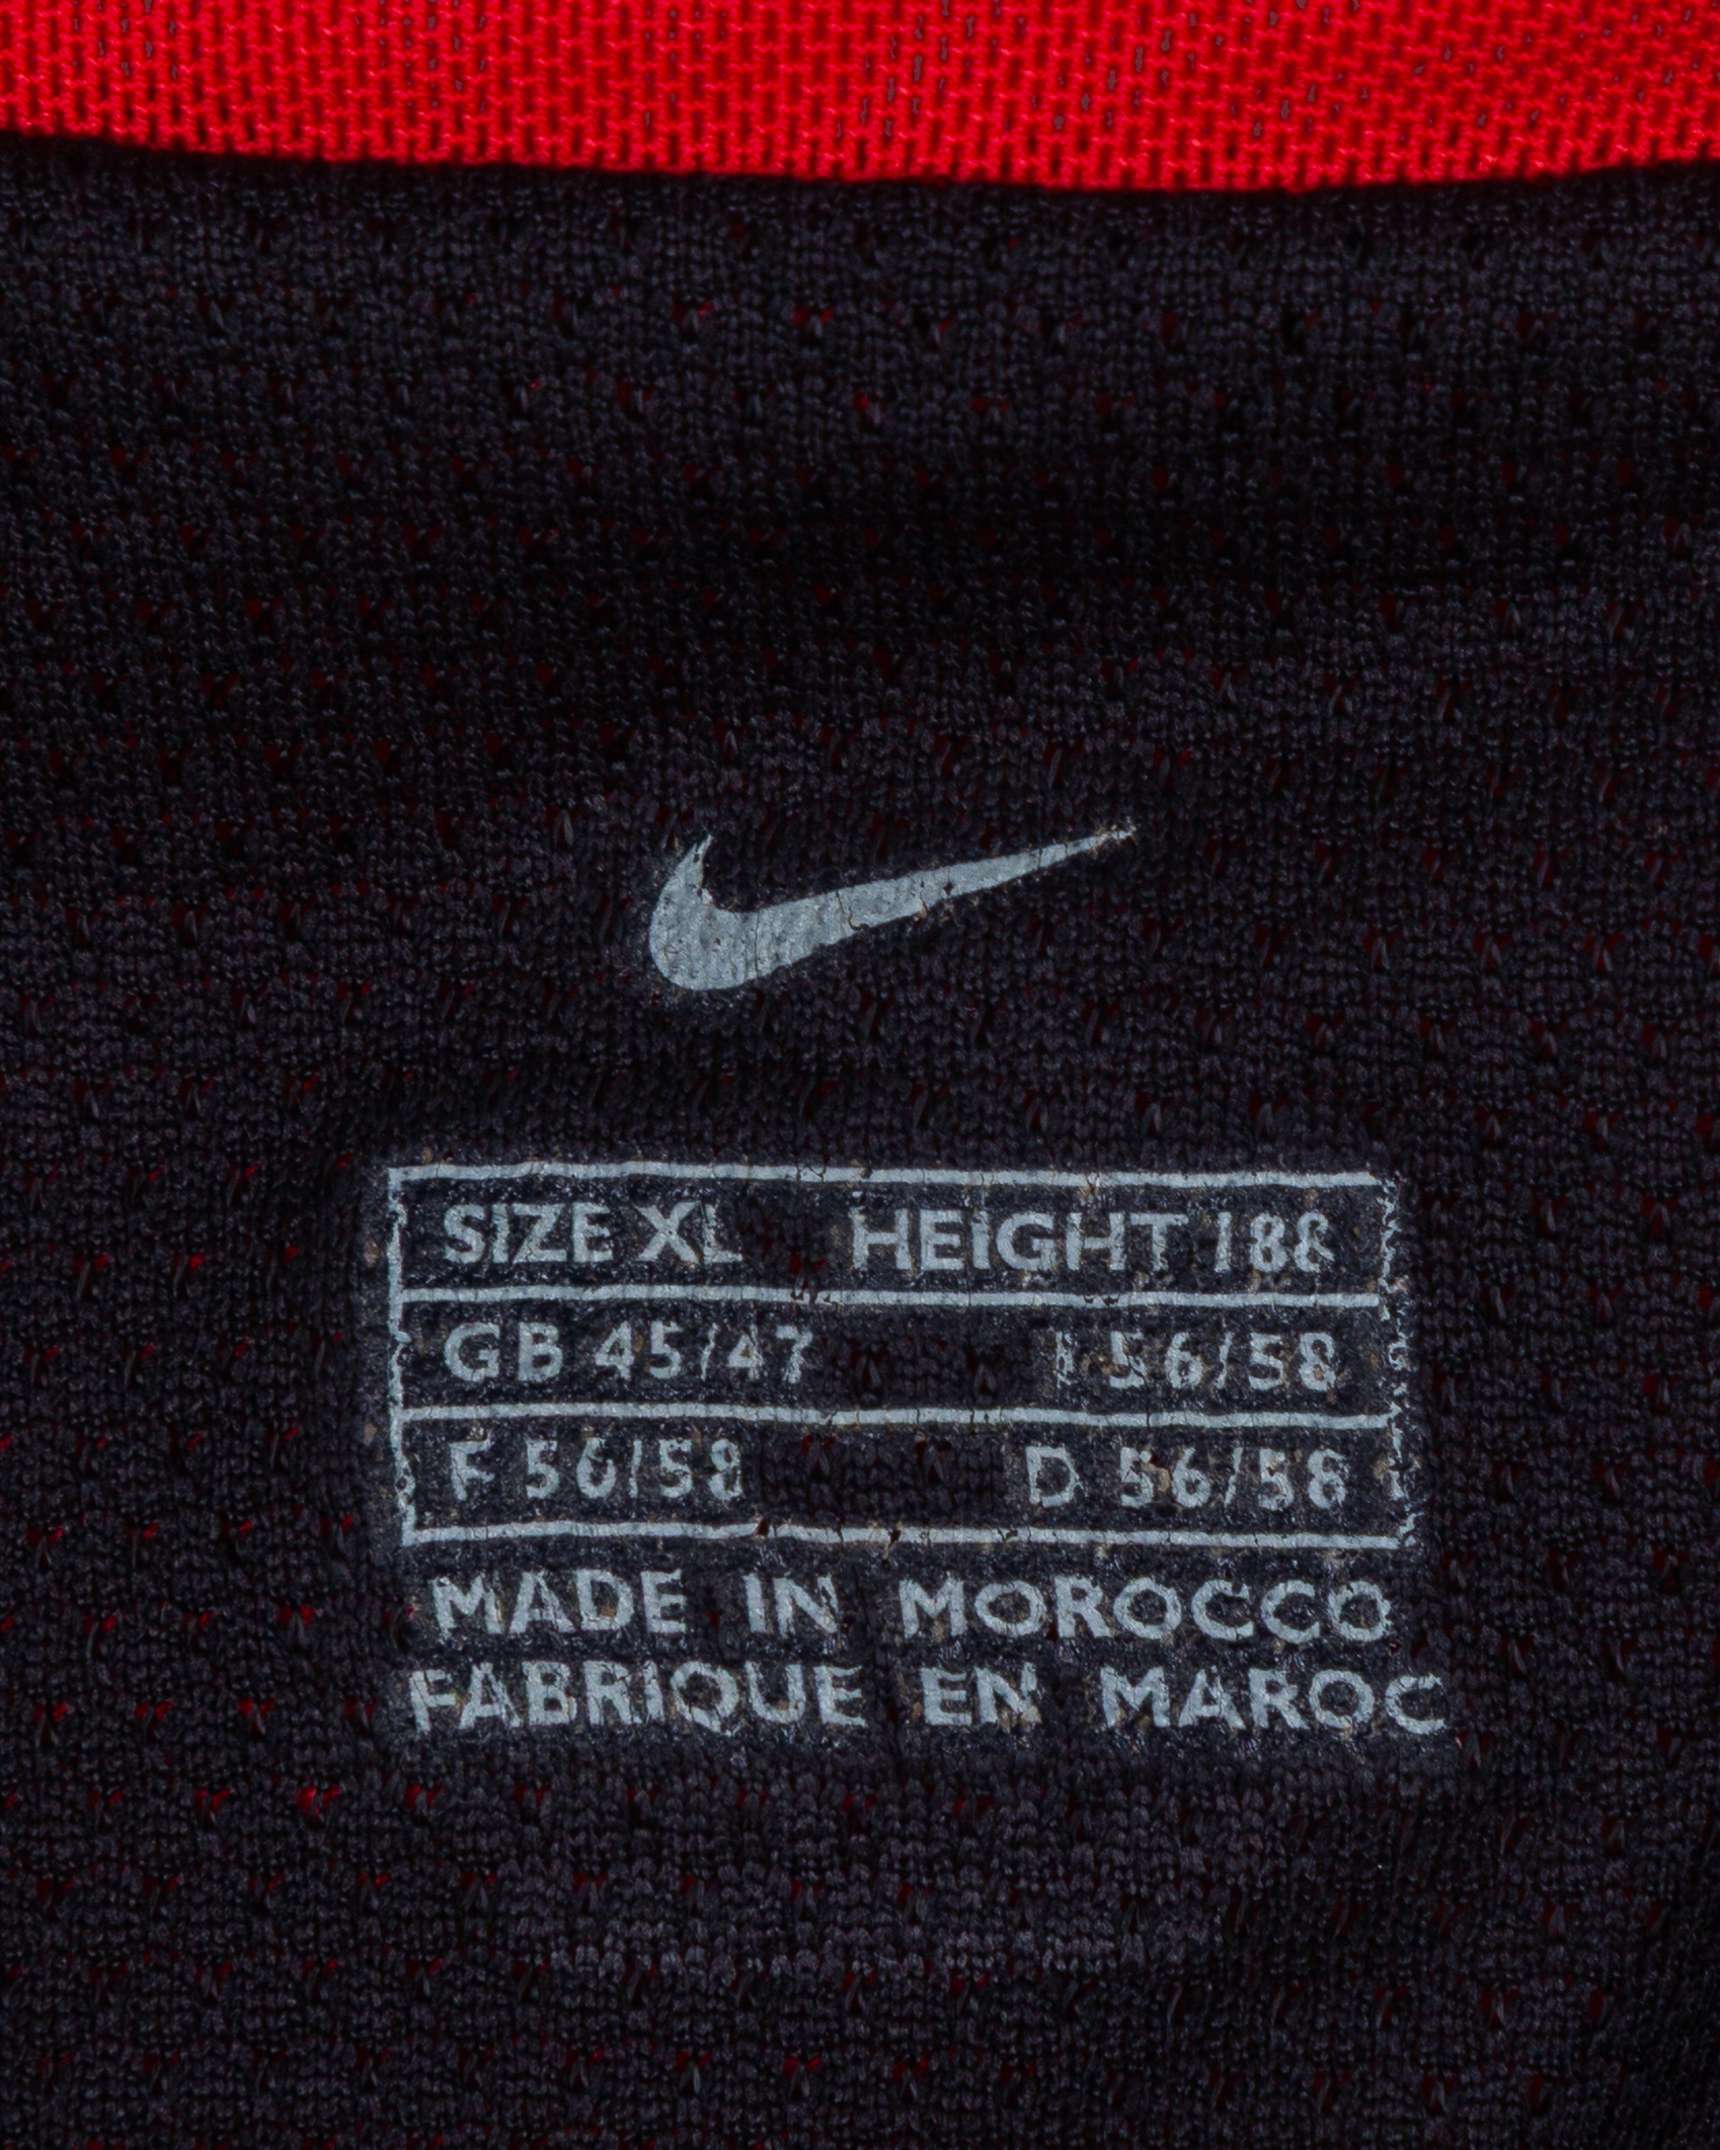 SIZE XL HEIGHT 188
GB 45/47 I 56/58
F 56/58 D 56/58
MADE IN MOROCCO
FABRIQUE EN MAROC